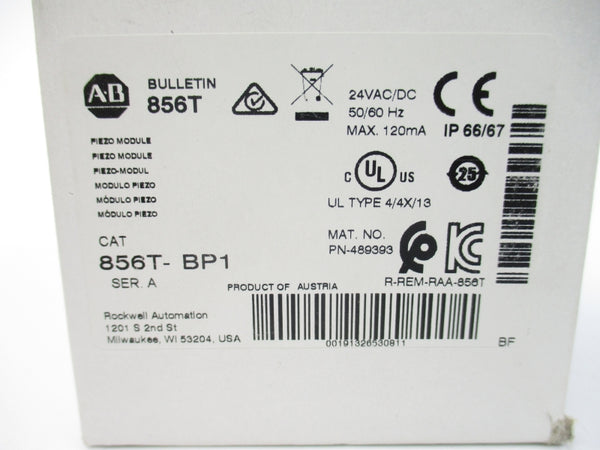 A-B
BULLETIN
856T
24VAC/DC
50/60 Hz
MAX. 120mA
CE
IP 66/67
PIEZO MODULE
PIEZO MODULE
PIEZO-MODUL
MODULO PIEZO
MÓDULO PIEZO
MÓDULO PIEZO
C UL US
25
UL TYPE 4/4X/13
CAT
856T- BP1
SER. A
MAT. NO.
PN-489393
R-REM-RAA-856T
PRODUCT OF AUSTRIA
Rockwell Automation
1201 S 2nd St
Milwaukee, WI 53204, USA
00191326530811
BF